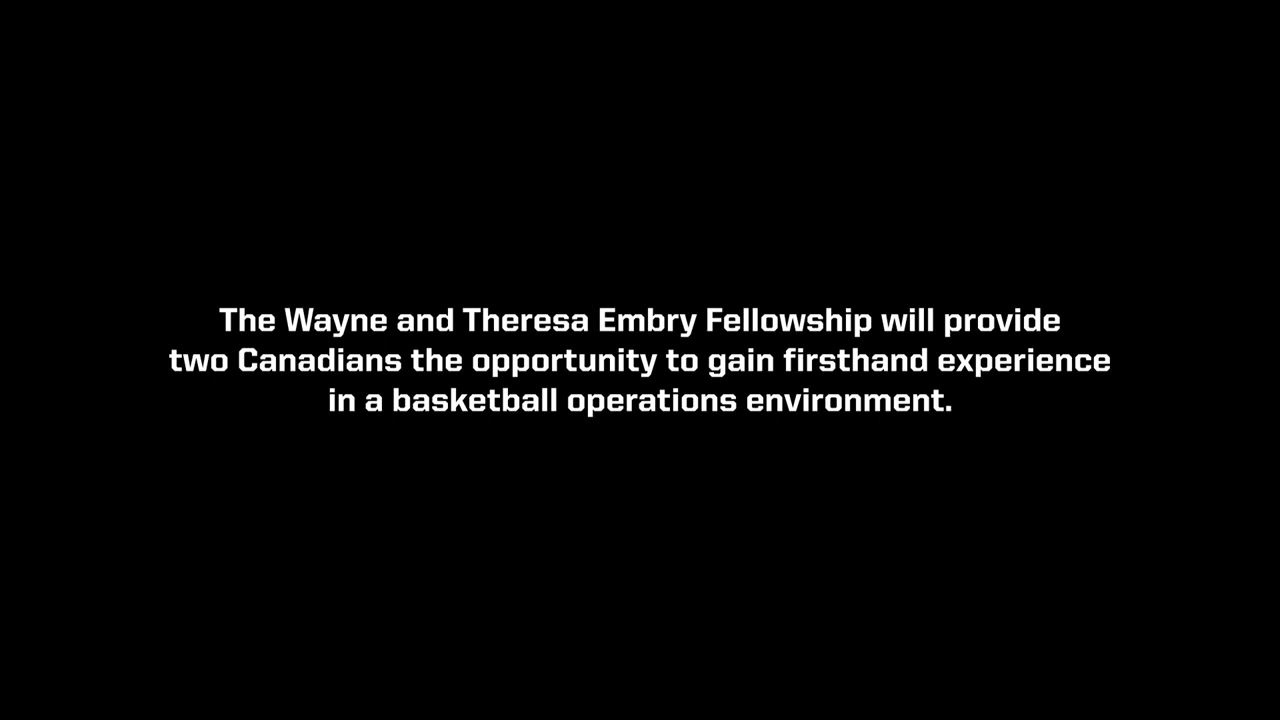 The Wayne and Theresa Embry Fellowship will provide
two Canadians the opportunity to gain firsthand experience
in a basketball operations environment.